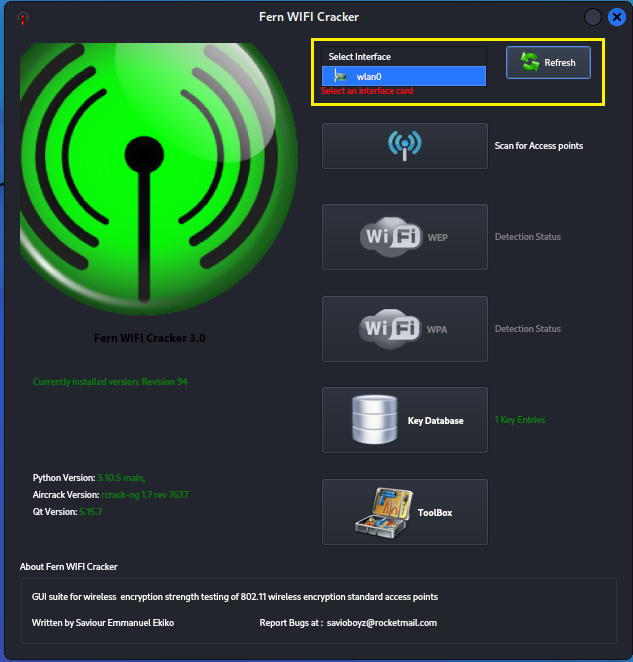 Fern WIFI Cracker
Select Interface
wlan0
Refresh
Select an interface card
Scan for Access points
WiFi WEP
Detection Status
WiFi WPA
Detection Status
Fern WIFI Cracker 3.0
Currently installed version: Revision 94
Key Database
1 Key Entries
Python Version: 3.10.5 main,
Aircrack Version: rcrack-ng 1.7 rev 7637
Qt Version: 5.15.7
ToolBox
About Fern WIFI Cracker
GUI suite for wireless encryption strength testing of 802.11 wireless encryption standard access points
Written by Saviour Emmanuel Ekiko
Report Bugs at : savioboyz@rocketmail.com